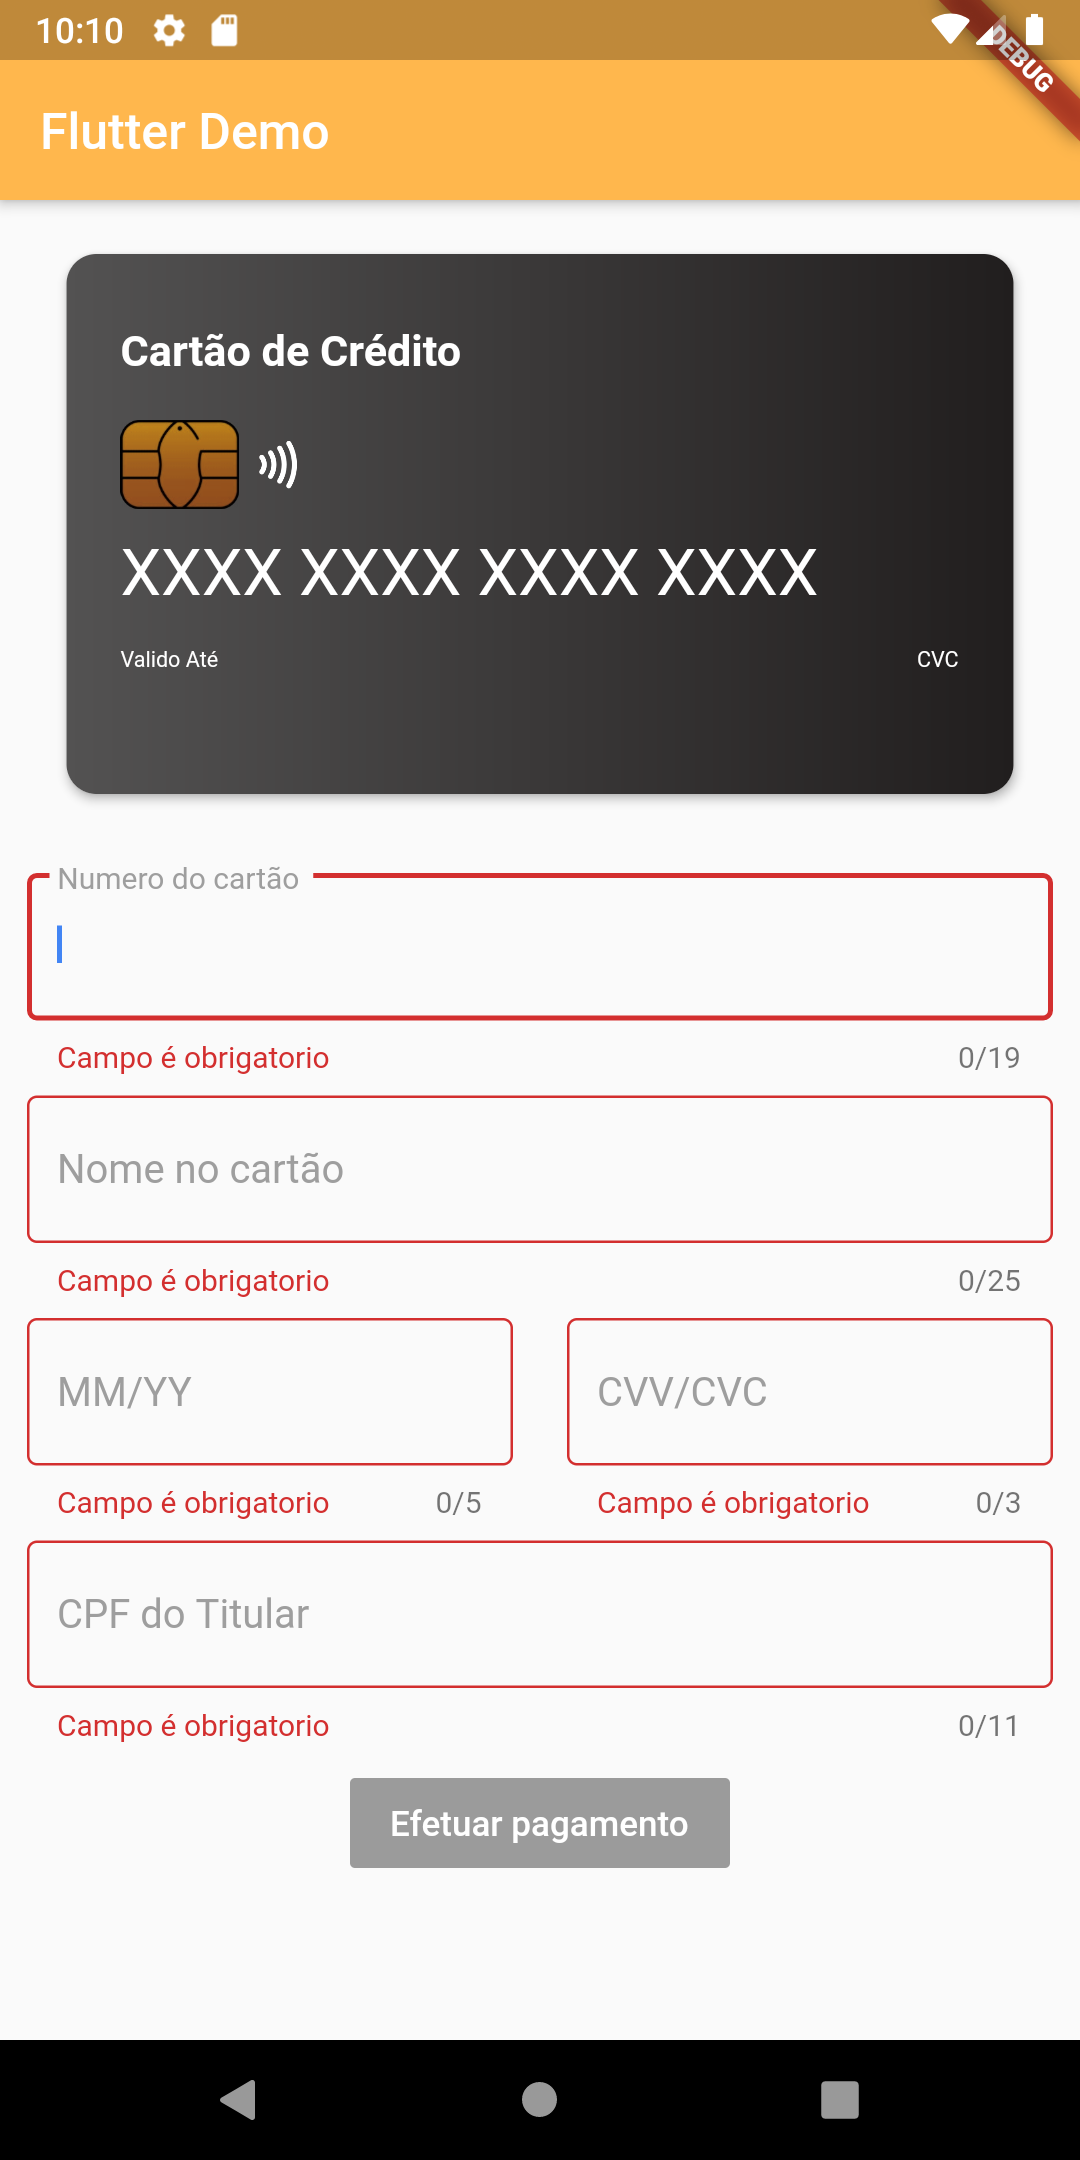 10:10
DEBUG
Flutter Demo
Cartão de Crédito
XXXX XXXX XXXX XXXX
Valido Até CVC
Numero do cartão
Campo é obrigatorio 0/19
Nome no cartão
Campo é obrigatorio 0/25
MM/YY CVV/CVC
Campo é obrigatorio 0/5 Campo é obrigatorio 0/3
CPF do Titular
Campo é obrigatorio 0/11
Efetuar pagamento